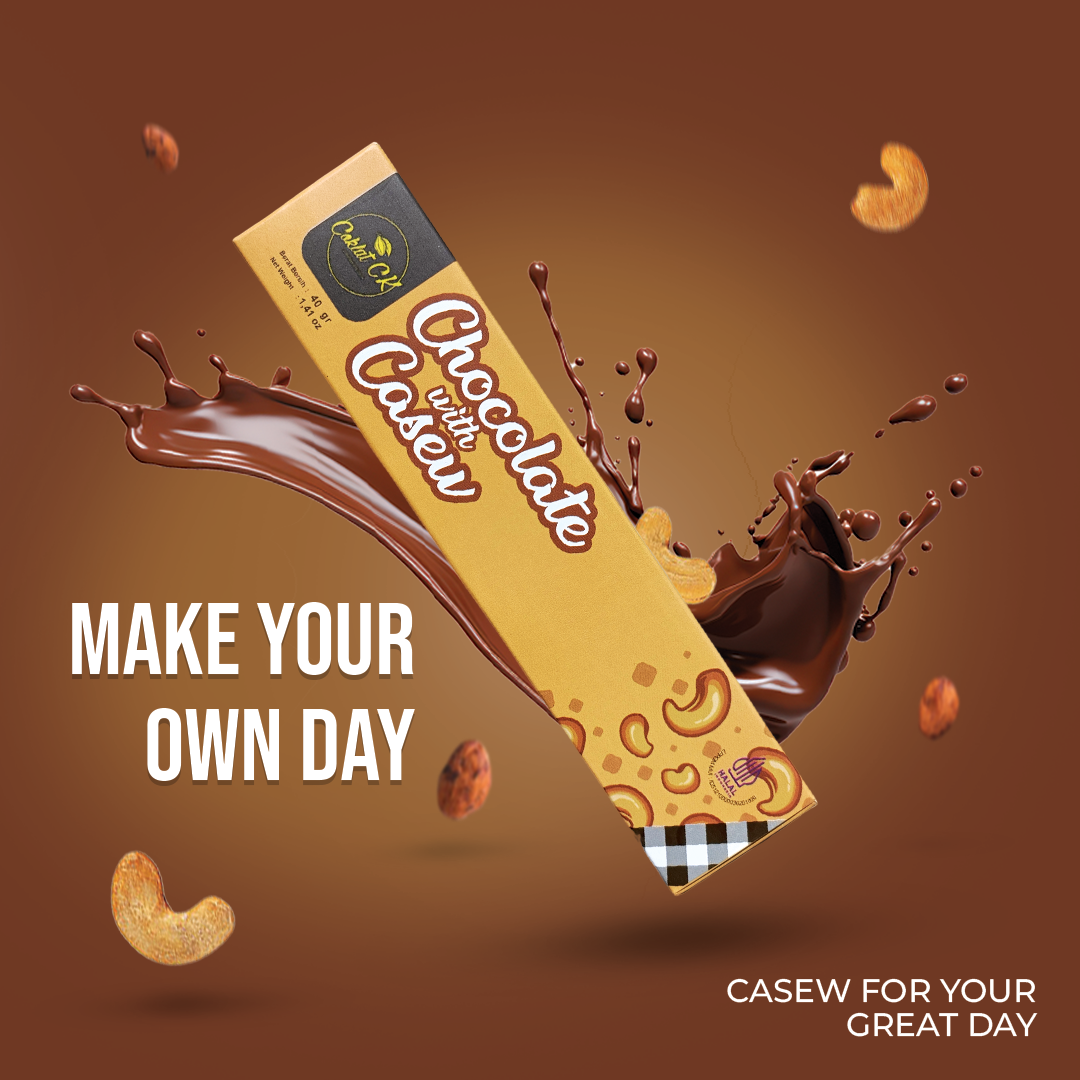 Coklat CK
Berat Bersih : 40 gr
Net Weight : 1,41 oz
Chocolate
with
Casew
MAKE YOUR
OWN DAY
HALAL
INDONESIA
CASEW FOR YOUR
GREAT DAY